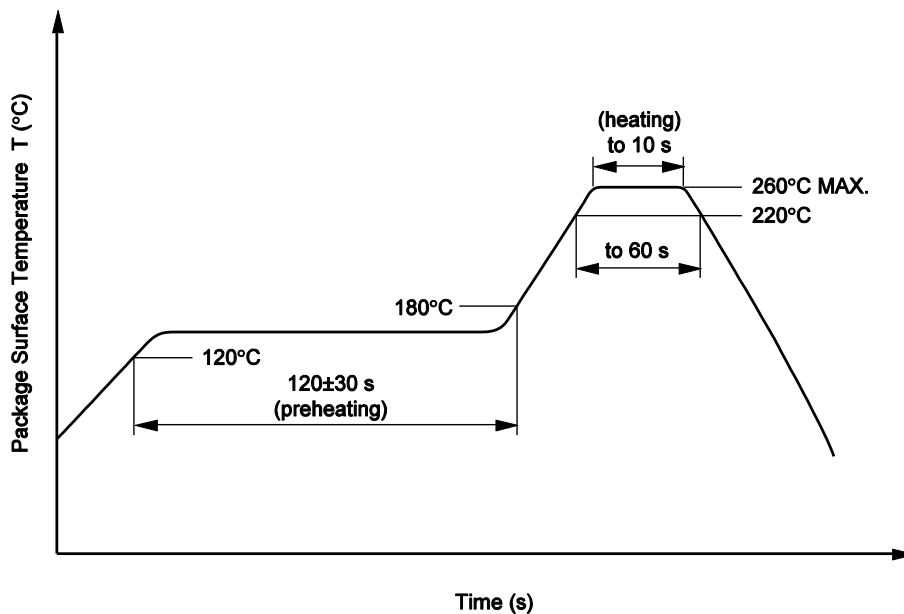 Package Surface Temperature T (°C)
(heating)
to 10 s
260°C MAX.
220°C
to 60 s
180°C
120°C
120±30 s
(preheating)
Time (s)